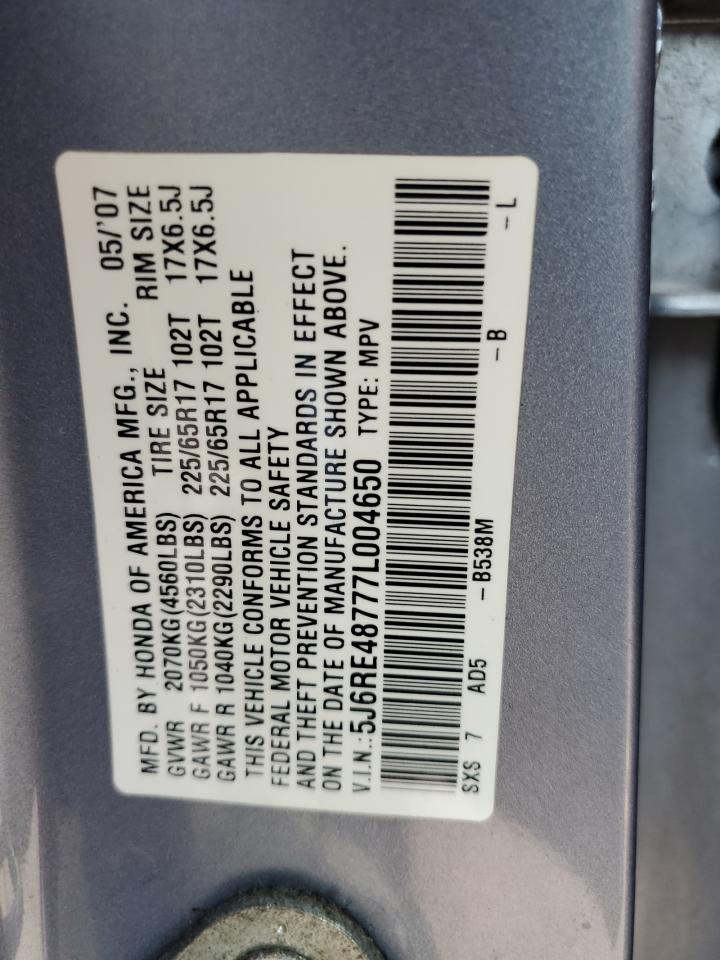 MFD. BY HONDA OF AMERICA MFG., INC. 05/'07
GVWR 2070KG(4560LBS) TIRE SIZE RIM SIZE
GAWR F 1050KG(2310LBS) 225/65R17 102T 17X6.5J
GAWR R 1040KG(2290LBS) 225/65R17 102T 17X6.5J
THIS VEHICLE CONFORMS TO ALL APPLICABLE
FEDERAL MOTOR VEHICLE SAFETY
AND THEFT PREVENTION STANDARDS IN EFFECT
ON THE DATE OF MANUFACTURE SHOWN ABOVE.
V.I.N.:5J6RE48777L004650 TYPE: MPV
SXS 7 AD5 -B538M -B -L